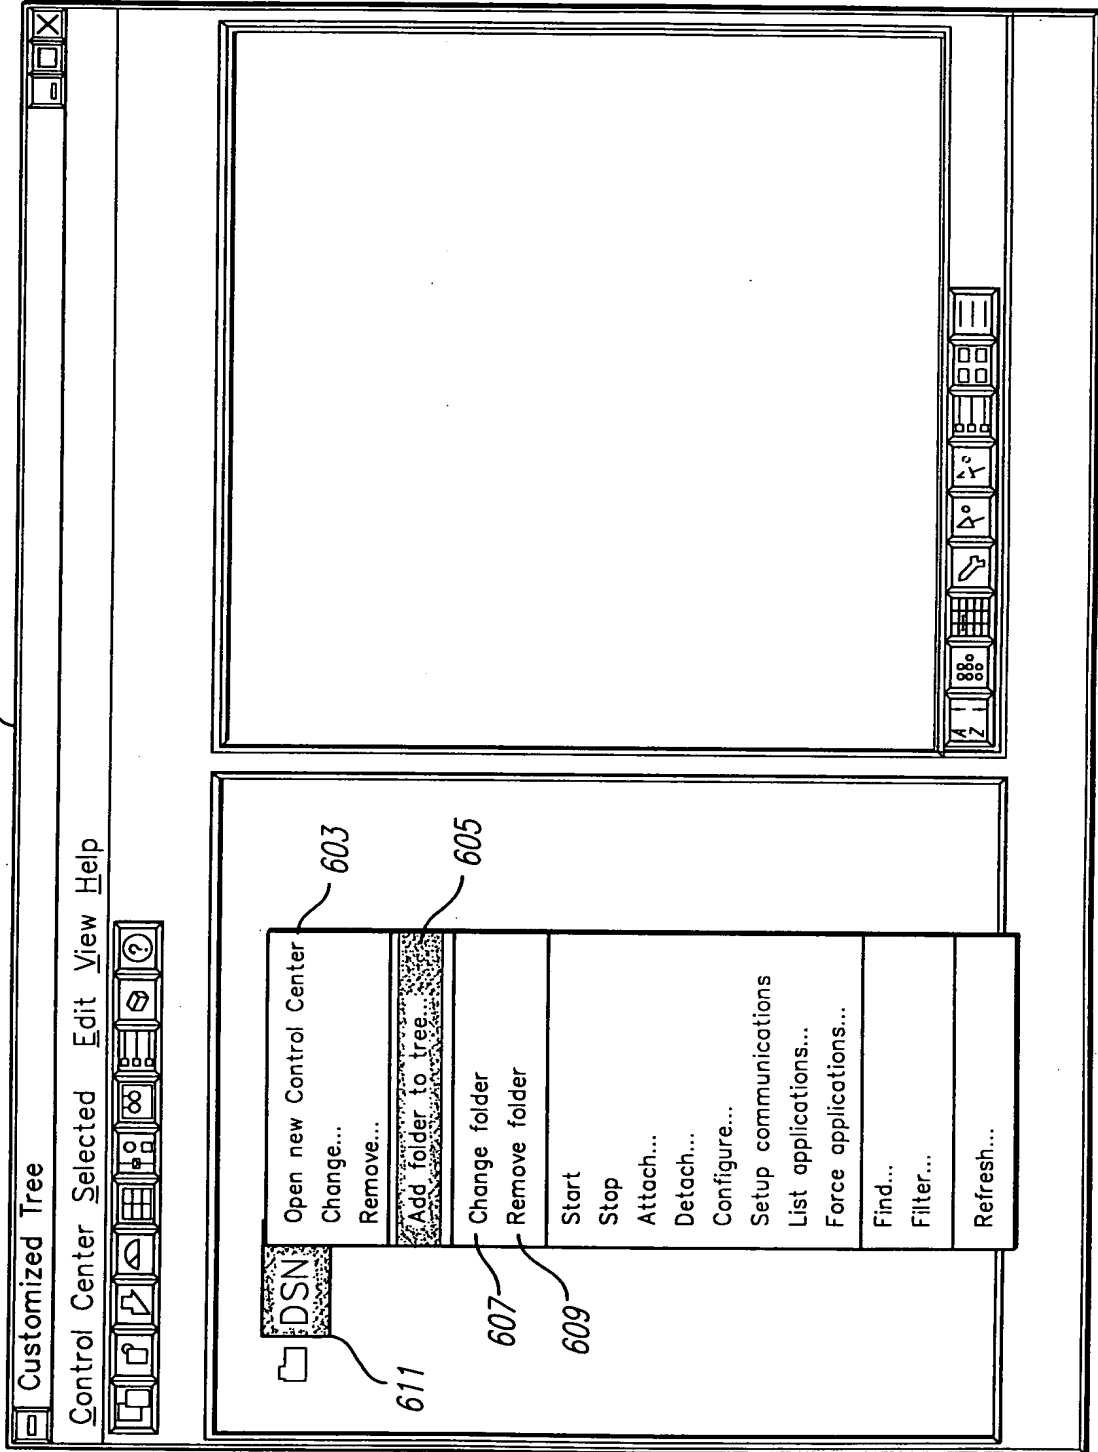 Customized Tree
Control Center Selected Edit View Help
?
DSN
Open new Control Center
Change...
Remove...
Add folder to tree...
Change folder
Remove folder
Start
Stop
Attach...
Detach...
Configure...
Setup communications
List applications...
Force applications...
Find...
Filter...
Refresh...
603
605
607
609
611
A
Z